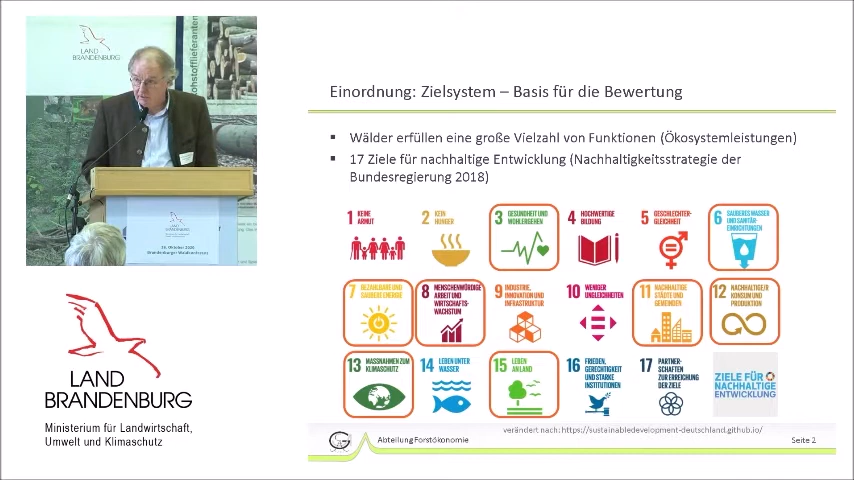 LAND
BRANDENBURG
ohstofflieferanten
LAND
BRANDENBURG
Ministerium für Landwirtschaft,
Umwelt und Klimaschutz
Einordnung: Zielsystem – Basis für die Bewertung
▪ Wälder erfüllen eine große Vielzahl von Funktionen (Ökosystemleistungen)
▪ 17 Ziele für nachhaltige Entwicklung (Nachhaltigkeitsstrategie der
Bundesregierung 2018)
1 KEINE
ARMUT
2 KEIN
HUNGER
3 GESUNDHEIT UND
WOHLERGEHEN
4 HOCHWERTIGE
BILDUNG
5 GESCHLECHTER-
GLEICHHEIT
6 SAUBERES WASSER
UND SANITÄR-
EINRICHTUNGEN
7 BEZAHLBARE UND
SAUBERE ENERGIE
8 MENSCHENWÜRDIGE
ARBEIT UND
WIRTSCHAFTS-
WACHSTUM
9 INDUSTRIE,
INNOVATION UND
INFRASTRUKTUR
10 WENIGER
UNGLEICHHEITEN
11 NACHHALTIGE
STÄDTE UND
GEMEINDEN
12 NACHHALTIGE/R
KONSUM UND
PRODUKTION
13 MASSNAHMEN ZUM
KLIMASCHUTZ
14 LEBEN UNTER
WASSER
15 LEBEN
AN LAND
16 FRIEDEN,
GERECHTIGKEIT
UND STARKE
INSTITUTIONEN
17 PARTNER-
SCHAFTEN
ZUR ERREICHUNG
DER ZIELE
ZIELE FÜR
NACHHALTIGE
ENTWICKLUNG
verändert nach: https://sustainabledevelopment-deutschland.github.io/
Abteilung Forstökonomie
Seite 2